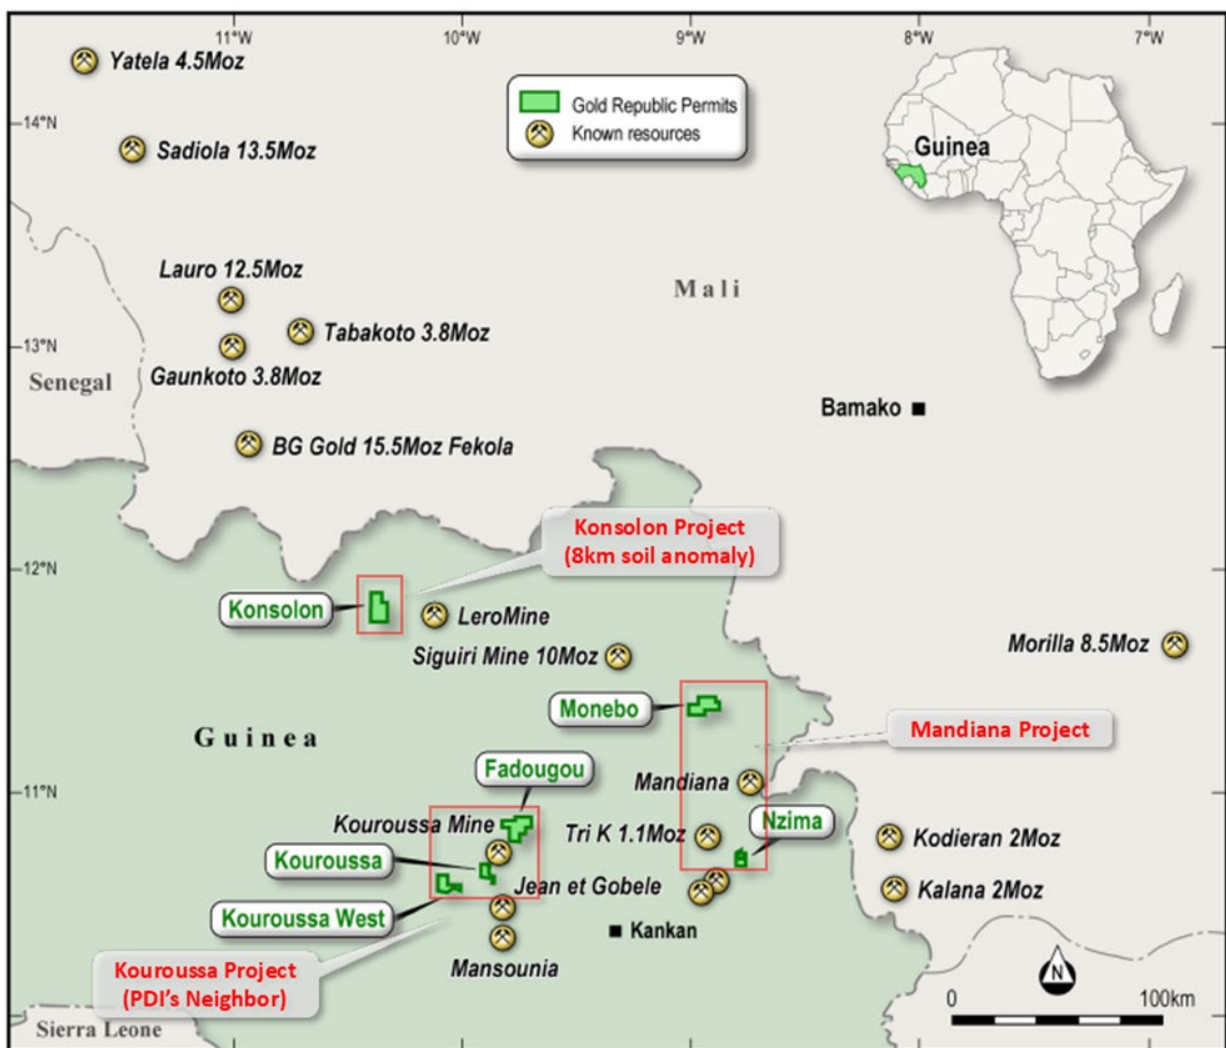 11°W
10°W
9°W
8°W
7°W
Yatela 4.5Moz
Gold Republic Permits
Known resources
14°N
Sadiola 13.5Moz
Guinea
Lauro 12.5Moz
Mali
Tabakoto 3.8Moz
13°N
Gaunkoto 3.8Moz
Senegal
Bamako
BG Gold 15.5Moz Fekola
Konsolon Project
(8km soil anomaly)
12°N
Konsolon
LeroMine
Siguiri Mine 10Moz
Morilla 8.5Moz
Monebo
Mandiana Project
Guinea
Fadougou
Mandiana
11°N
Kouroussa Mine
Tri K 1.1Moz
Nzima
Kodieran 2Moz
Kouroussa
Jean et Gobele
Kalana 2Moz
Kouroussa West
Kankan
Mansounia
Kouroussa Project
(PDI's Neighbor)
N
0
100km
Sierra Leone